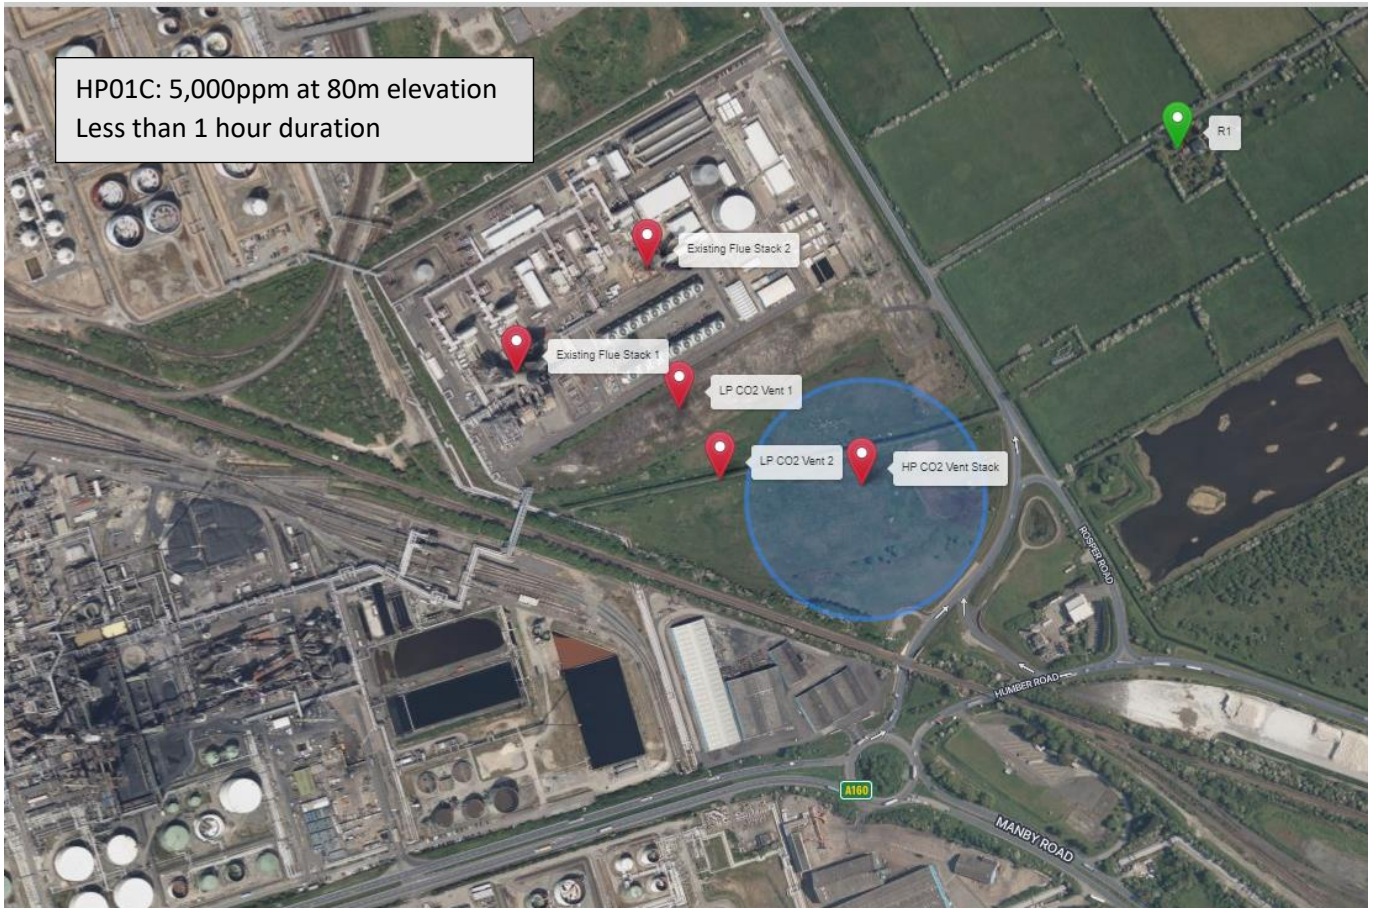 HP01C: 5,000ppm at 80m elevation
Less than 1 hour duration
R1
Existing Flue Stack 2
Existing Flue Stack 1
LP CO2 Vent 1
LP CO2 Vent 2
HP CO2 Vent Stack
ROSPER ROAD
HUMBER ROAD
A160
MANBY ROAD